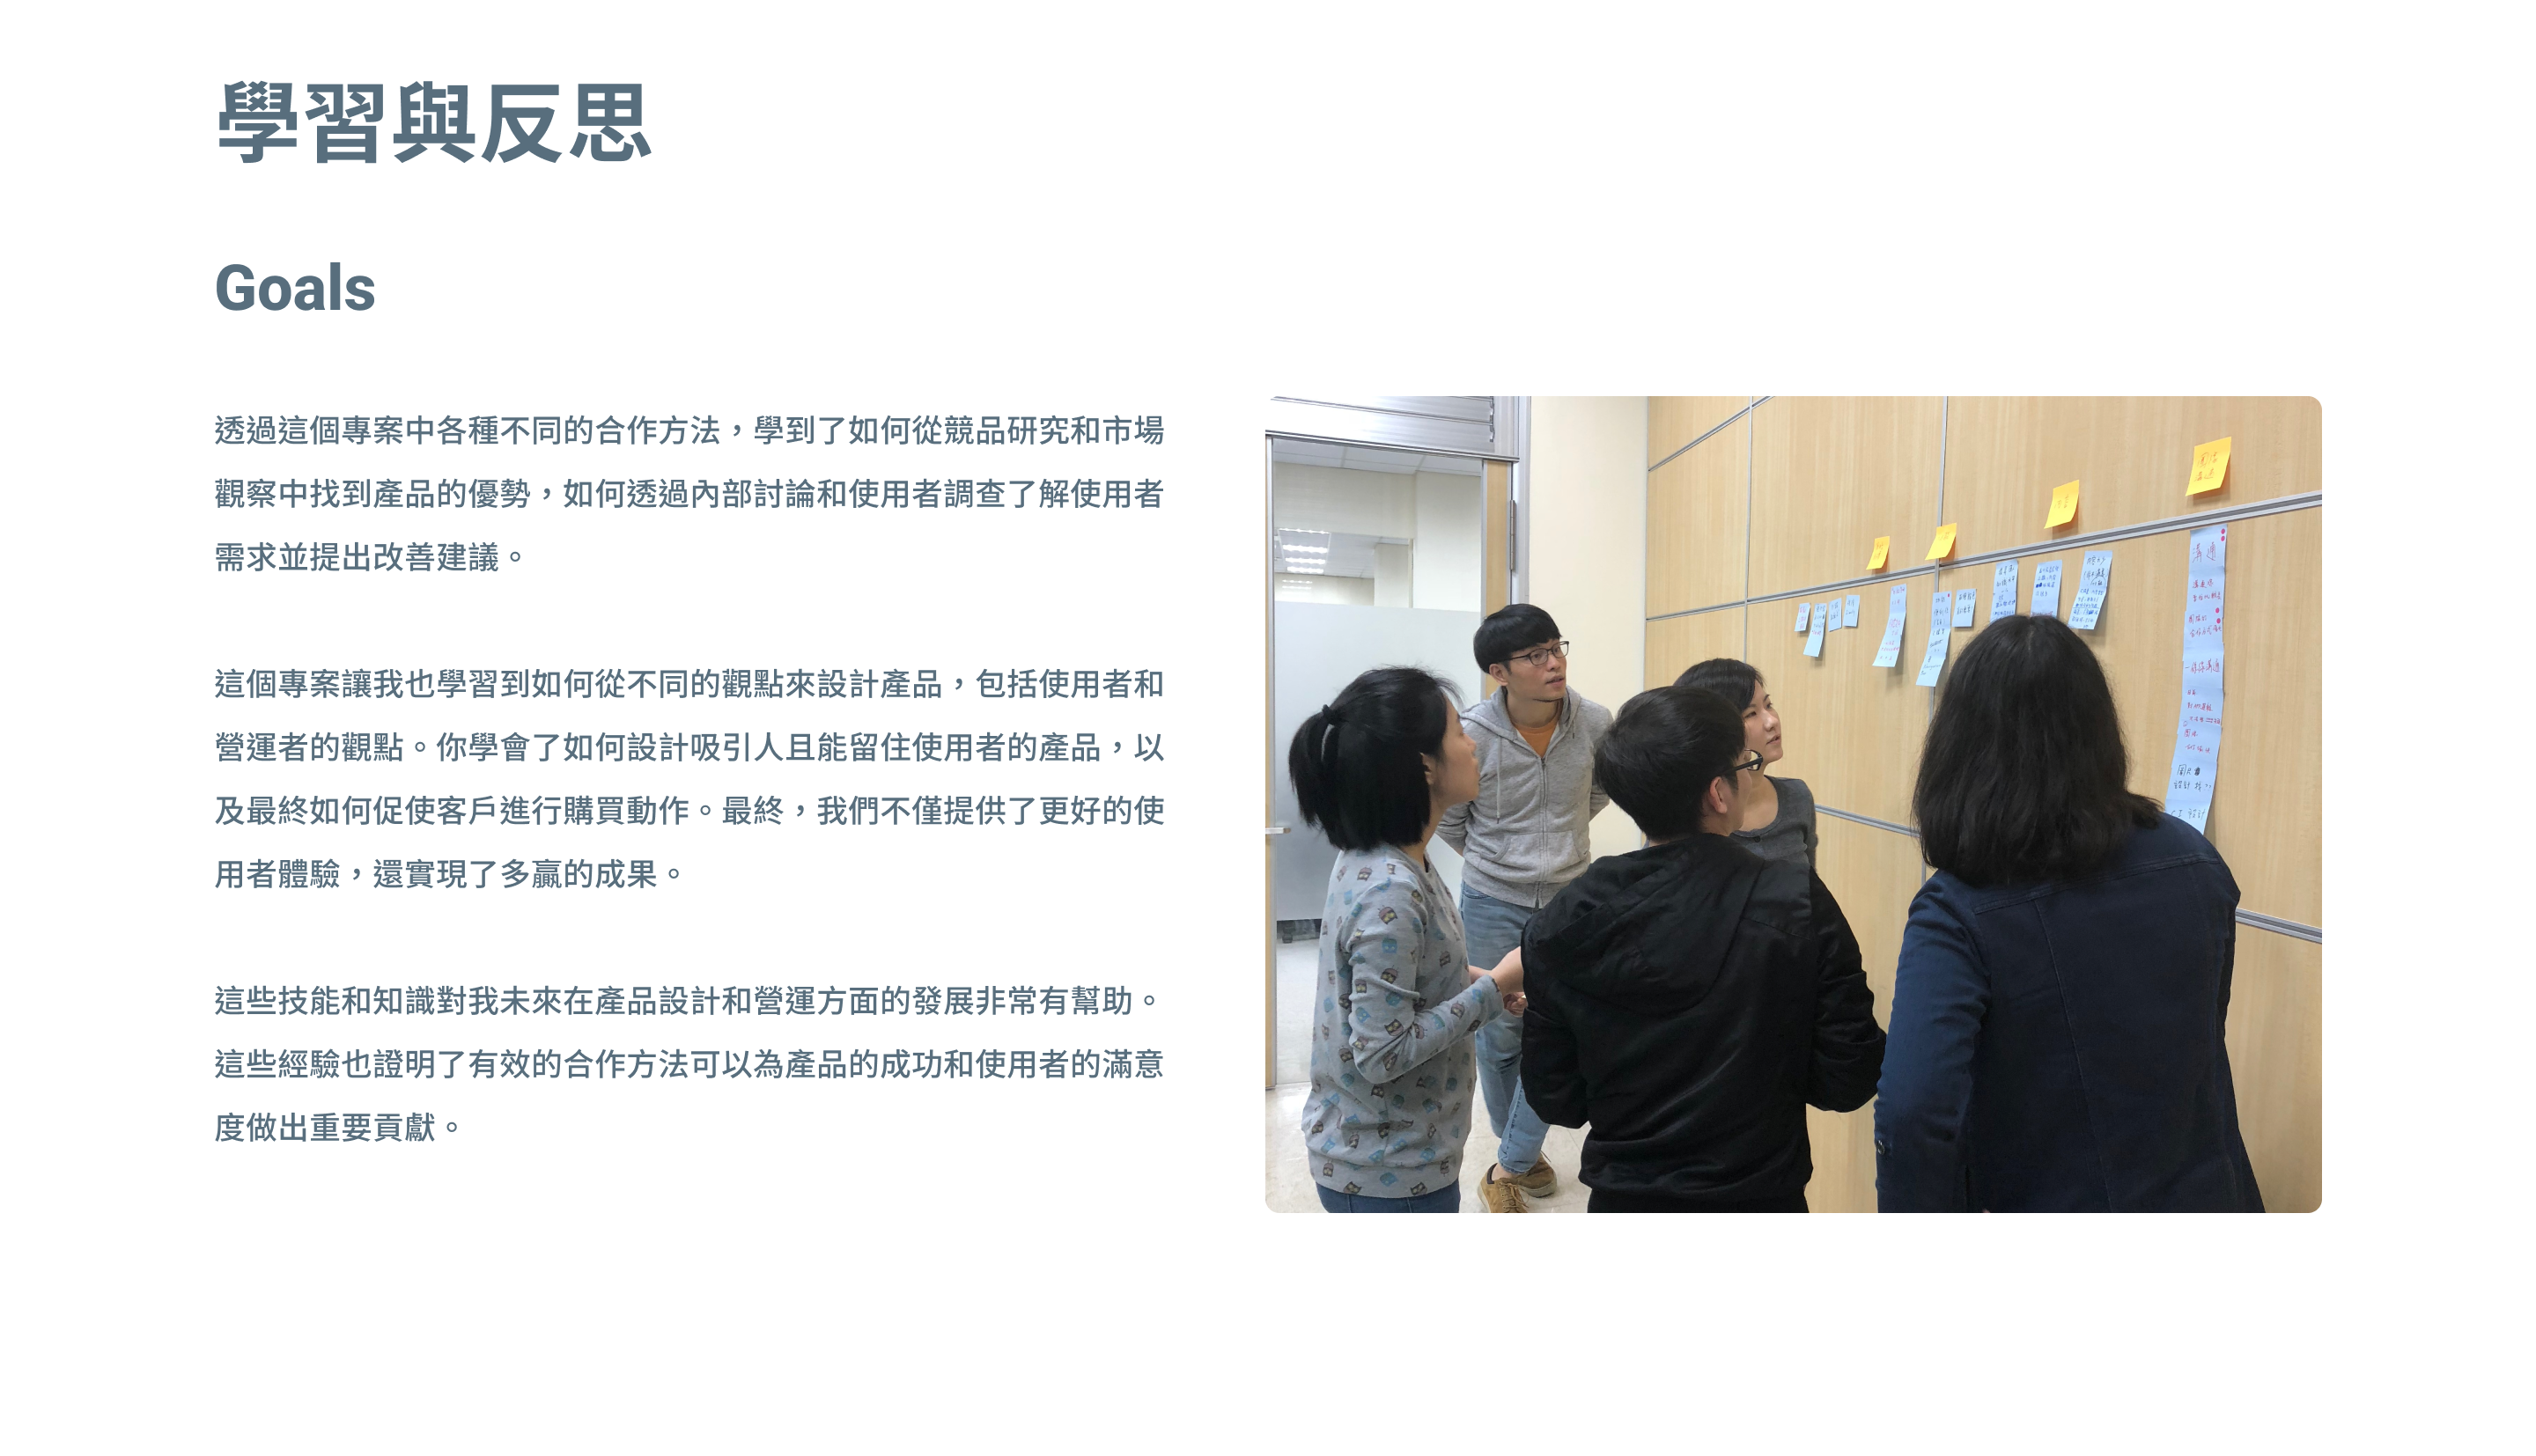 學習與反思
Goals
透過這個專案中各種不同的合作方法，學到了如何從競品研究和市場
觀察中找到產品的優勢，如何透過內部討論和使用者調查了解使用者
需求並提出改善建議。
這個專案讓我也學習到如何從不同的觀點來設計產品，包括使用者和
營運者的觀點。你學會了如何設計吸引人且能留住使用者的產品，以
及最終如何促使客戶進行購買動作。最終，我們不僅提供了更好的使
用者體驗，還實現了多贏的成果。
這些技能和知識對我未來在產品設計和營運方面的發展非常有幫助。
這些經驗也證明了有效的合作方法可以為產品的成功和使用者的滿意
度做出重要貢獻。
溝通